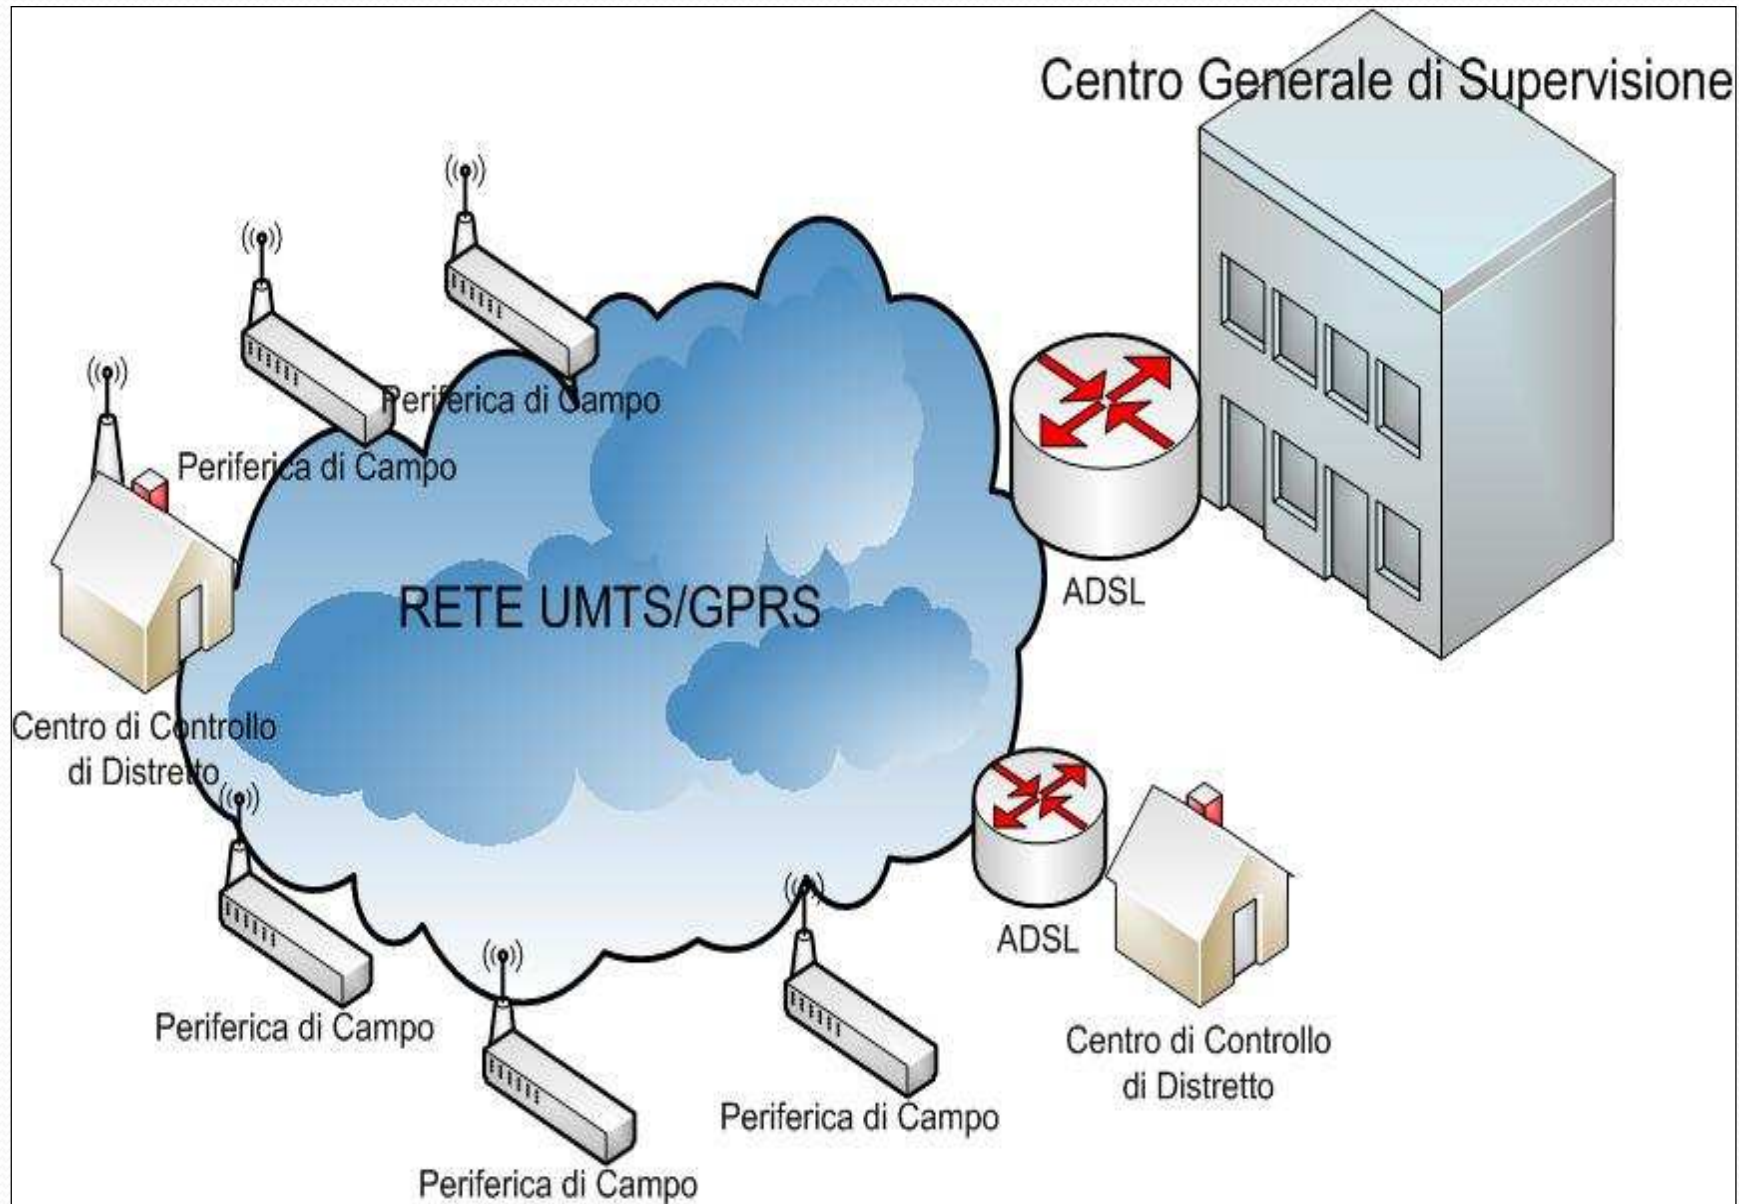 Centro Generale di Supervisione
Periferica di Campo
Periferica di Campo
ADSL
RETE UMTS/GPRS
Centro di Controllo
di Distretto
ADSL
Periferica di Campo
Centro di Controllo
di Distretto
Periferica di Campo
Periferica di Campo